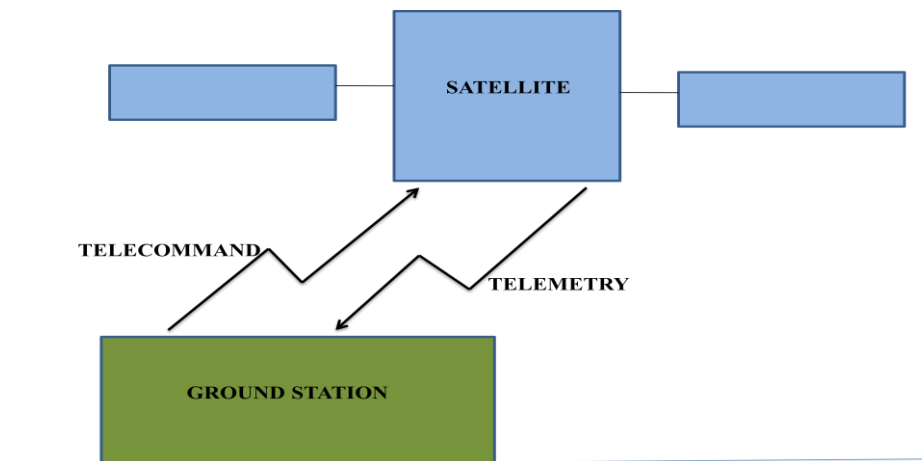 SATELLITE
TELECOMMAND
TELEMETRY
GROUND STATION